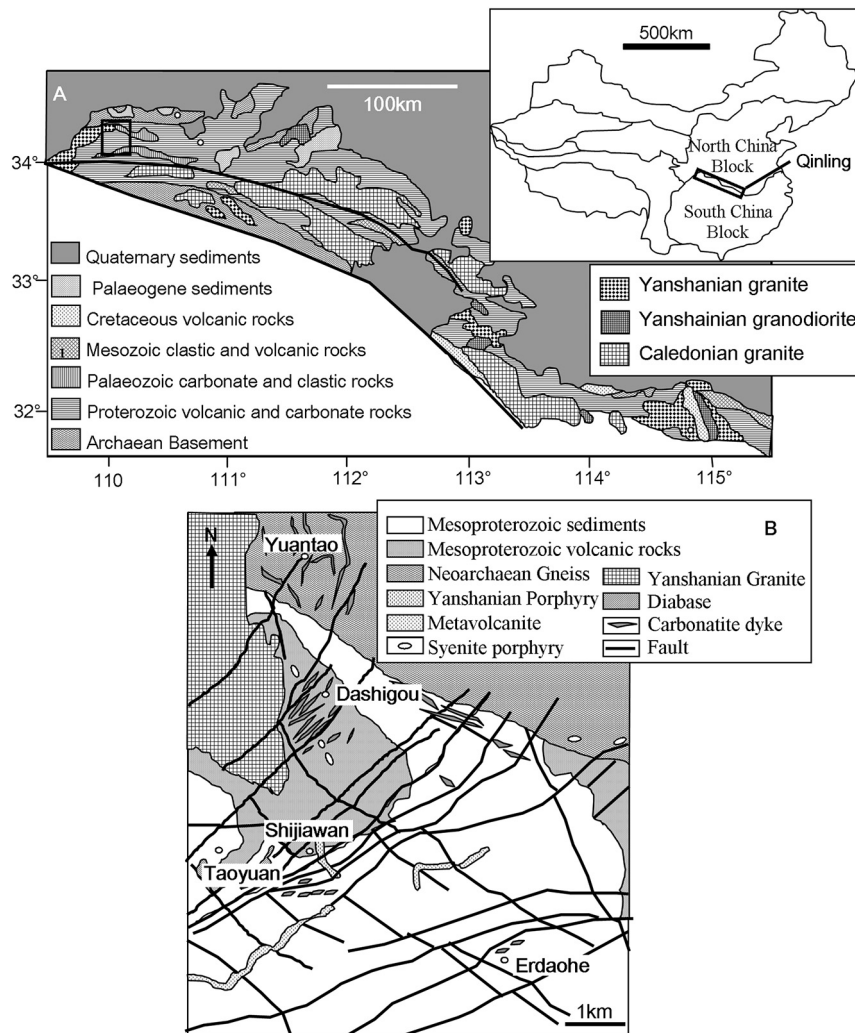 A
100km
500km
North China
Block
Qinling
South China
Block
34°
33°
32°
Quaternary sediments
Palaeogene sediments
Cretaceous volcanic rocks
Mesozoic clastic and volcanic rocks
Palaeozoic carbonate and clastic rocks
Proterozoic volcanic and carbonate rocks
Archaean Basement
Yanshanian granite
Yanshainian granodiorite
Caledonian granite
110
111°
112°
113°
114°
115°
B
Mesoproterozoic sediments
Mesoproterozoic volcanic rocks
Neoarchaean Gneiss
Yanshanian Porphyry
Metavolcanite
Syenite porphyry
Yanshanian Granite
Diabase
Carbonatite dyke
Fault
N
Yuantao
Dashigou
Shijiawan
Taoyuan
Erdaohe
1km